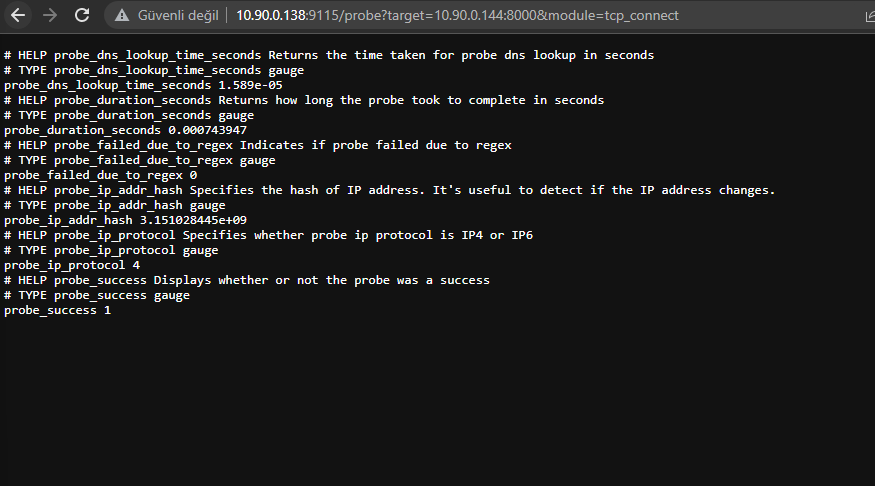 Güvenli değil 10.90.0.138:9115/probe?target=10.90.0.144:8000&module=tcp_connect
# HELP probe_dns_lookup_time_seconds Returns the time taken for probe dns lookup in seconds
# TYPE probe_dns_lookup_time_seconds gauge
probe_dns_lookup_time_seconds 1.589e-05
# HELP probe_duration_seconds Returns how long the probe took to complete in seconds
# TYPE probe_duration_seconds gauge
probe_duration_seconds 0.000743947
# HELP probe_failed_due_to_regex Indicates if probe failed due to regex
# TYPE probe_failed_due_to_regex gauge
probe_failed_due_to_regex 0
# HELP probe_ip_addr_hash Specifies the hash of IP address. It's useful to detect if the IP address changes.
# TYPE probe_ip_addr_hash gauge
probe_ip_addr_hash 3.151028445e+09
# HELP probe_ip_protocol Specifies whether probe ip protocol is IP4 or IP6
# TYPE probe_ip_protocol gauge
probe_ip_protocol 4
# HELP probe_success Displays whether or not the probe was a success
# TYPE probe_success gauge
probe_success 1